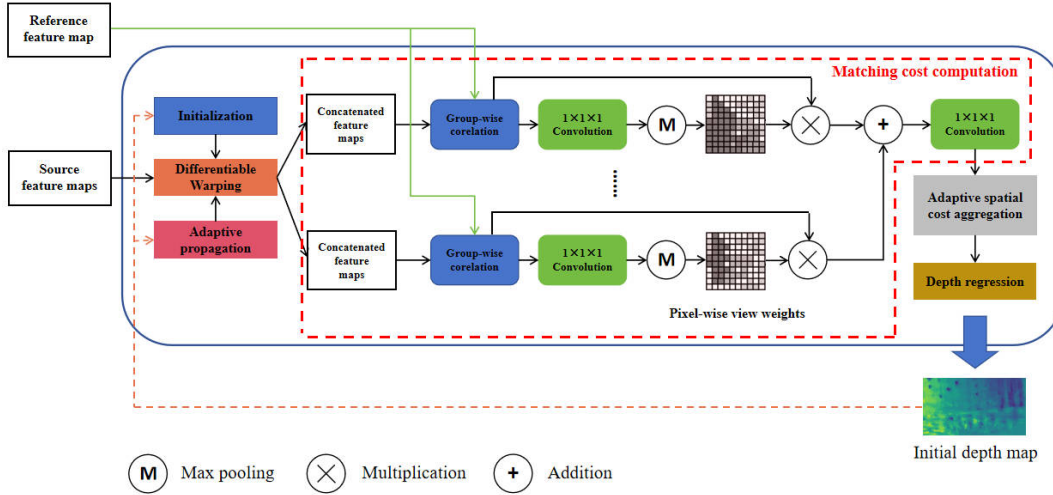 Reference
feature map
Matching cost computation
Initialization
Concatenated
feature
maps
Group-wise
corelation
1×1×1
Convolution
M
+
1×1×1
Convolution
Source
feature maps
Differentiable
Warping
Adaptive
propagation
Adaptive spatial
cost aggregation
Concatenated
feature
maps
Group-wise
corelation
1×1×1
Convolution
M
Depth regression
Pixel-wise view weights
Initial depth map
M Max pooling
Multiplication
+ Addition